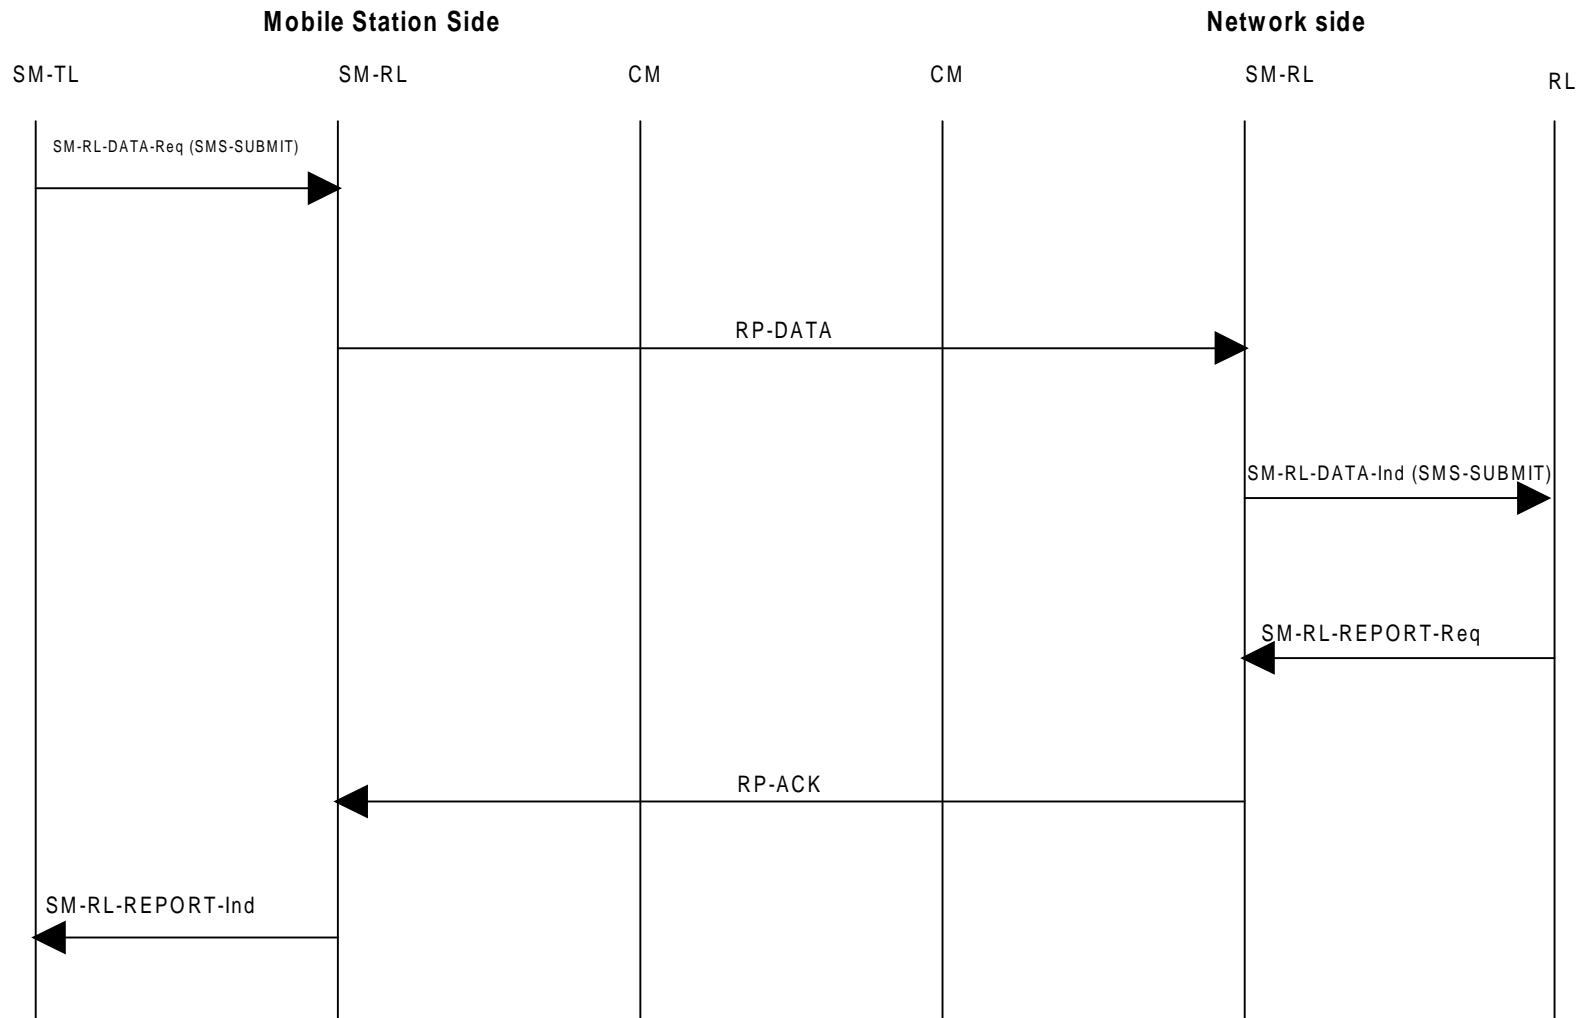 Mobile Station Side
Network side
SM-TL
SM-RL
CM
CM
SM-RL
RL
SM-RL-DATA-Req (SMS-SUBMIT)
RP-DATA
SM-RL-DATA-Ind (SMS-SUBMIT)
SM-RL-REPORT-Req
RP-ACK
SM-RL-REPORT-Ind